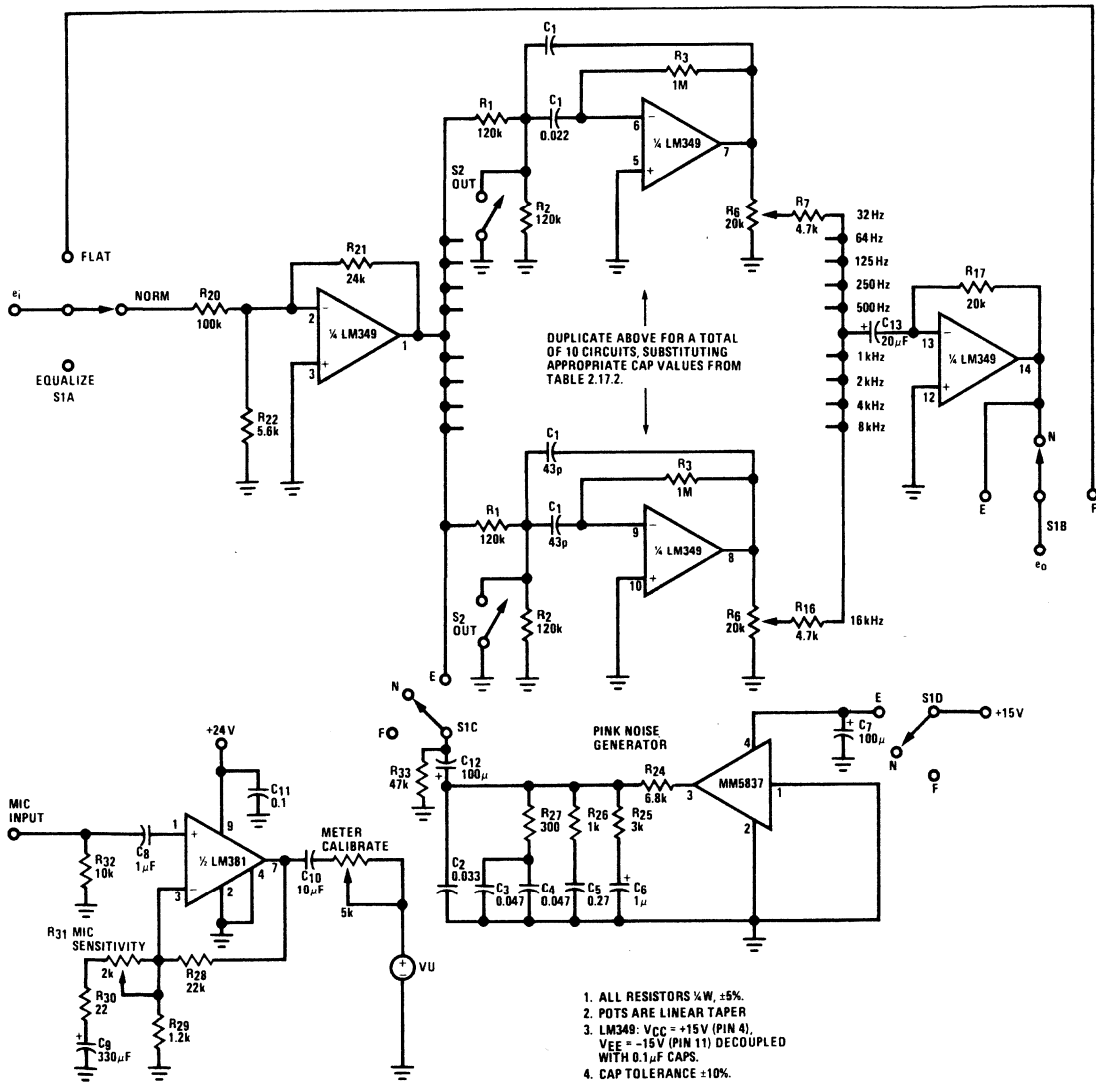 C1
R3
1M
R1
120k
C1
0.022
6
5
¼ LM349
7
S2
OUT
R2
120k
R6
20k
R7
4.7k
32 Hz
64 Hz
125 Hz
250 Hz
500 Hz
1 kHz
2 kHz
4 kHz
8 kHz
16 kHz
FLAT
ei
NORM
EQUALIZE
S1A
R20
100k
R21
24k
2
3
¼ LM349
1
R22
5.6k
DUPLICATE ABOVE FOR A TOTAL
OF 10 CIRCUITS, SUBSTITUTING
APPROPRIATE CAP VALUES FROM
TABLE 2.17.2.
C13
20µF
R17
20k
13
12
¼ LM349
14
N
E
S1B
F
eo
C1
43p
R3
1M
R1
120k
C1
43p
9
10
¼ LM349
8
S2
OUT
R2
120k
R6
20k
R16
4.7k
E
N
F
S1C
R33
47k
C12
100µ
PINK NOISE
GENERATOR
R24
6.8k
3
4
MM5837
1
2
C7
100µ
E
S1D
+15V
N
F
R27
300
R26
1k
R25
3k
C2
0.033
C3
0.047
C4
0.047
C5
0.27
C6
1µ
+24V
C11
0.1
MIC
INPUT
R32
10k
C8
1µF
1
9
½ LM381
7
4
2
3
C10
10µF
METER
CALIBRATE
5k
R31 MIC
SENSITIVITY
2k
R28
22k
R30
22
C9
330µF
R29
1.2k
VU
1. ALL RESISTORS ¼W, ±5%.
2. POTS ARE LINEAR TAPER
3. LM349: VCC = +15V (PIN 4),
VEE = −15V (PIN 11) DECOUPLED
WITH 0.1µF CAPS.
4. CAP TOLERANCE ±10%.